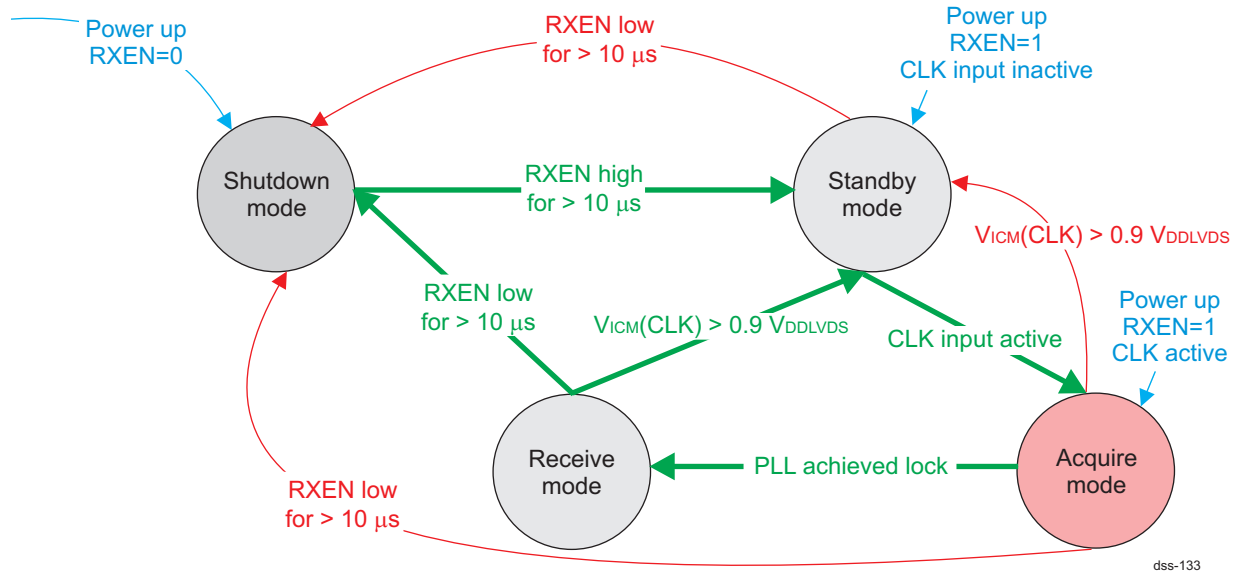 Power up
RXEN=0
RXEN low
for > 10 μs
Power up
RXEN=1
CLK input inactive
Shutdown
mode
RXEN high
for > 10 μs
Standby
mode
VICM(CLK) > 0.9 VDDLVDS
RXEN low
for > 10 μs
VICM(CLK) > 0.9 VDDLVDS
CLK input active
Power up
RXEN=1
CLK active
Receive
mode
PLL achieved lock
Acquire
mode
RXEN low
for > 10 μs
dss-133